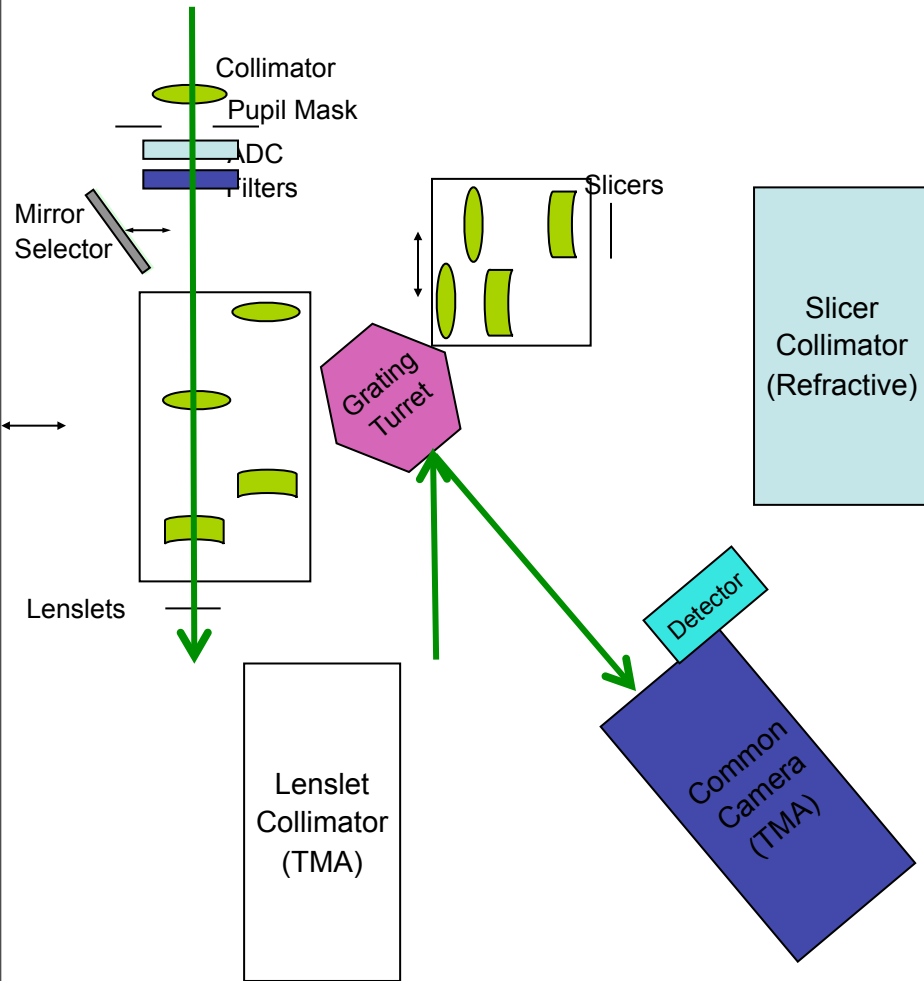 Collimator
Pupil Mask
ADC
Filters
Slicers
Mirror
Selector
Grating
Turret
Slicer
Collimator
(Refractive)
Lenslets
Detector
Lenslet
Collimator
(TMA)
Common
Camera
(TMA)